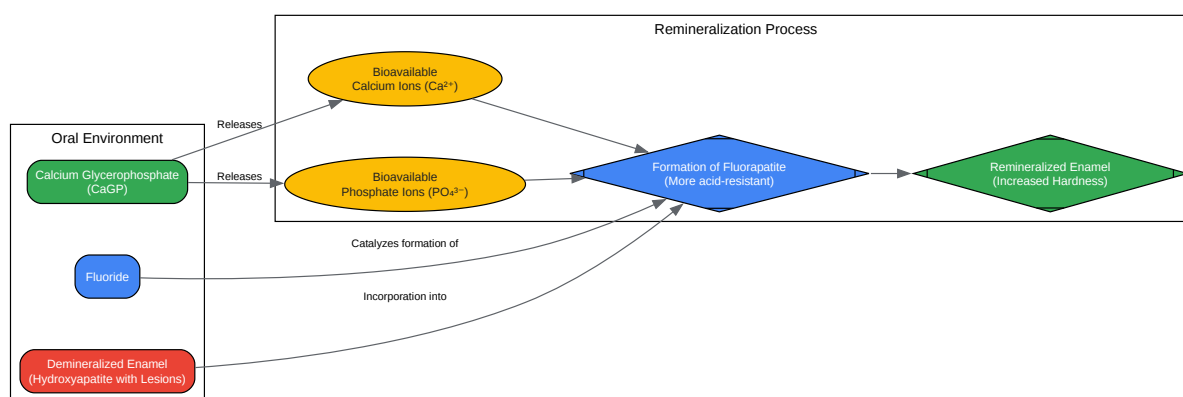 Remineralization Process
Bioavailable
Calcium Ions (Ca²⁺)
Releases
Oral Environment
Calcium Glycerophosphate
(CaGP)
Releases
Bioavailable
Phosphate Ions (PO₄³⁻)
Formation of Fluorapatite
(More acid-resistant)
Remineralized Enamel
(Increased Hardness)
Catalyzes formation of
Fluoride
Incorporation into
Demineralized Enamel
(Hydroxyapatite with Lesions)